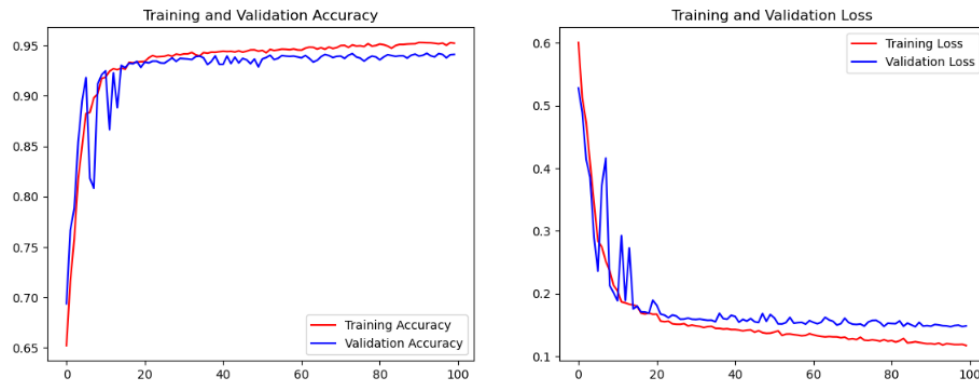 Training and Validation Accuracy
0.95
0.90
0.85
0.80
0.75
0.70
0.65
Training Accuracy
Validation Accuracy
0 20 40 60 80 100
Training and Validation Loss
Training Loss
Validation Loss
0.6
0.5
0.4
0.3
0.2
0.1
0 20 40 60 80 100